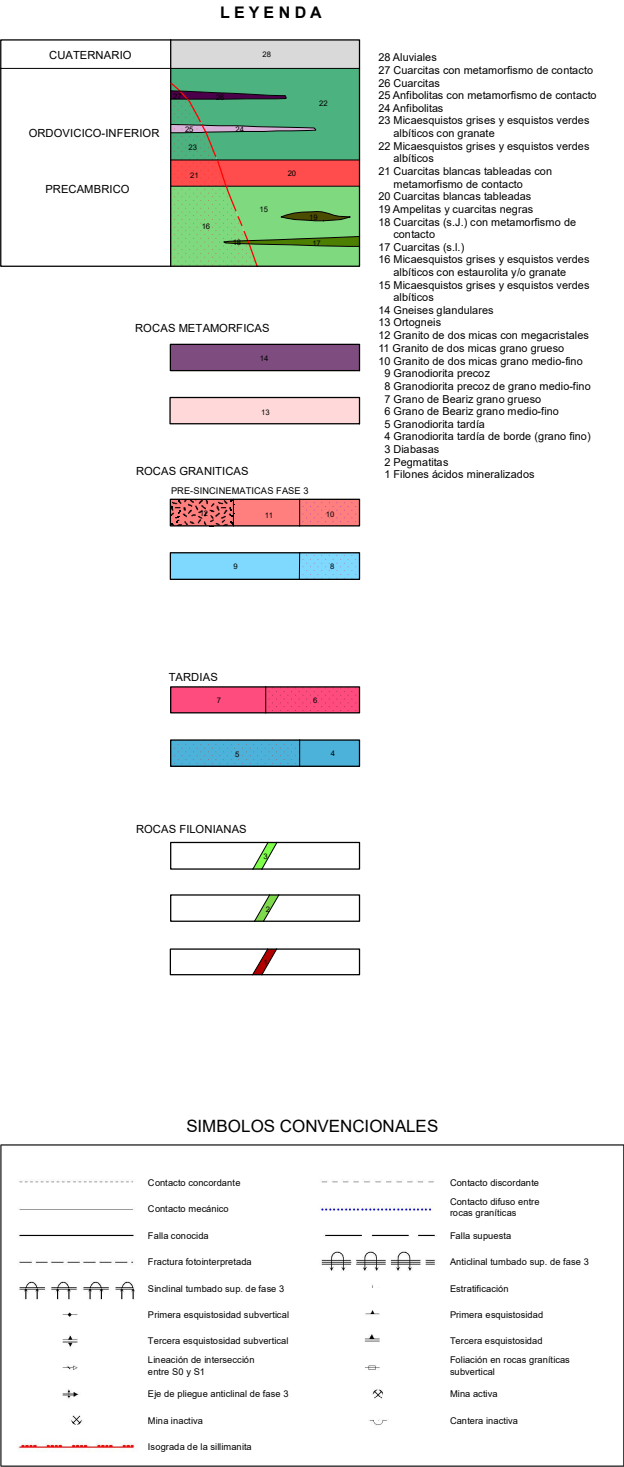 LEYENDA
CUATERNARIO
28
ORDOVICICO-INFERIOR
PRECAMBRICO
22
25
24
23
21
20
15
19
16
18
17
28 Aluviales
27 Cuarcitas con metamorfismo de contacto
26 Cuarcitas
25 Anfibolitas con metamorfismo de contacto
24 Anfibolitas
23 Micaesquistos grises y esquistos verdes
albíticos con granate
22 Micaesquistos grises y esquistos verdes
albíticos
21 Cuarcitas blancas tableadas con
metamorfismo de contacto
20 Cuarcitas blancas tableadas
19 Ampelitas y cuarcitas negras
18 Cuarcitas (s.J.) con metamorfismo de
contacto
17 Cuarcitas (s.l.)
16 Micaesquistos grises y esquistos verdes
albíticos con estaurolita y/o granate
15 Micaesquistos grises y esquistos verdes
albíticos
14 Gneises glandulares
13 Ortogneis
12 Granito de dos micas con megacristales
11 Granito de dos micas grano grueso
10 Granito de dos micas grano medio-fino
9 Granodiorita precoz
8 Granodiorita precoz de grano medio-fino
7 Grano de Beariz grano grueso
6 Grano de Beariz grano medio-fino
5 Granodiorita tardía
4 Granodiorita tardía de borde (grano fino)
3 Diabasas
2 Pegmatitas
1 Filones ácidos mineralizados
ROCAS METAMORFICAS
14
13
ROCAS GRANITICAS
PRE-SINCINEMATICAS FASE 3
12
11
10
9
8
TARDIAS
7
6
5
4
ROCAS FILONIANAS
3
2
SIMBOLOS CONVENCIONALES
Contacto concordante
Contacto discordante
Contacto mecánico
Contacto difuso entre
rocas graníticas
Falla conocida
Falla supuesta
Fractura fotointerpretada
Anticlinal tumbado sup. de fase 3
Sinclinal tumbado sup. de fase 3
Estratificación
Primera esquistosidad subvertical
Primera esquistosidad
Tercera esquistosidad subvertical
Tercera esquistosidad
Lineación de intersección
entre S0 y S1
Foliación en rocas graníticas
subvertical
Eje de pliegue anticlinal de fase 3
Mina activa
Mina inactiva
Cantera inactiva
Isograda de la sillimanita